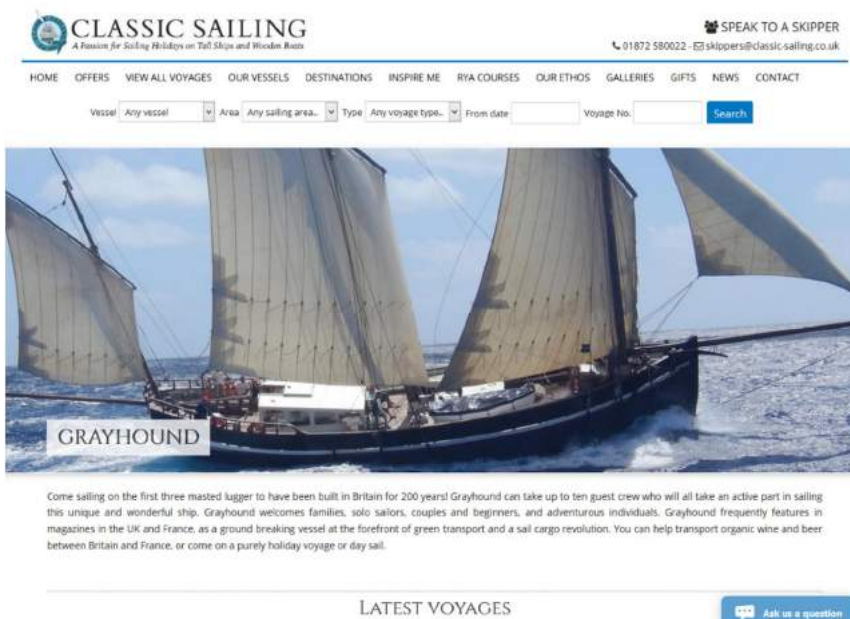 CLASSIC SAILING
A Passion for Sailing Holidays on Tall Ships and Wooden Boats
SPEAK TO A SKIPPER
01872 580022 - skippers@classic-sailing.co.uk
HOME OFFERS VIEW ALL VOYAGES OUR VESSELS DESTINATIONS INSPIRE ME RYA COURSES OUR ETHOS GALLERIES GIFTS NEWS CONTACT
Vessel Any vessel Area Any sailing area... Type Any voyage type... From date Voyage No. Search
GRAYHOUND
Come sailing on the first three masted lugger to have been built in Britain for 200 years! Grayhound can take up to ten guest crew who will all take an active part in sailing
this unique and wonderful ship. Grayhound welcomes families, solo sailors, couples and beginners, and adventurous individuals. Grayhound frequently features in
magazines in the UK and France, as a ground breaking vessel at the forefront of green transport and a sail cargo revolution. You can help transport organic wine and beer
between Britain and France, or come on a purely holiday voyage or day sail.
LATEST VOYAGES
Ask us a question